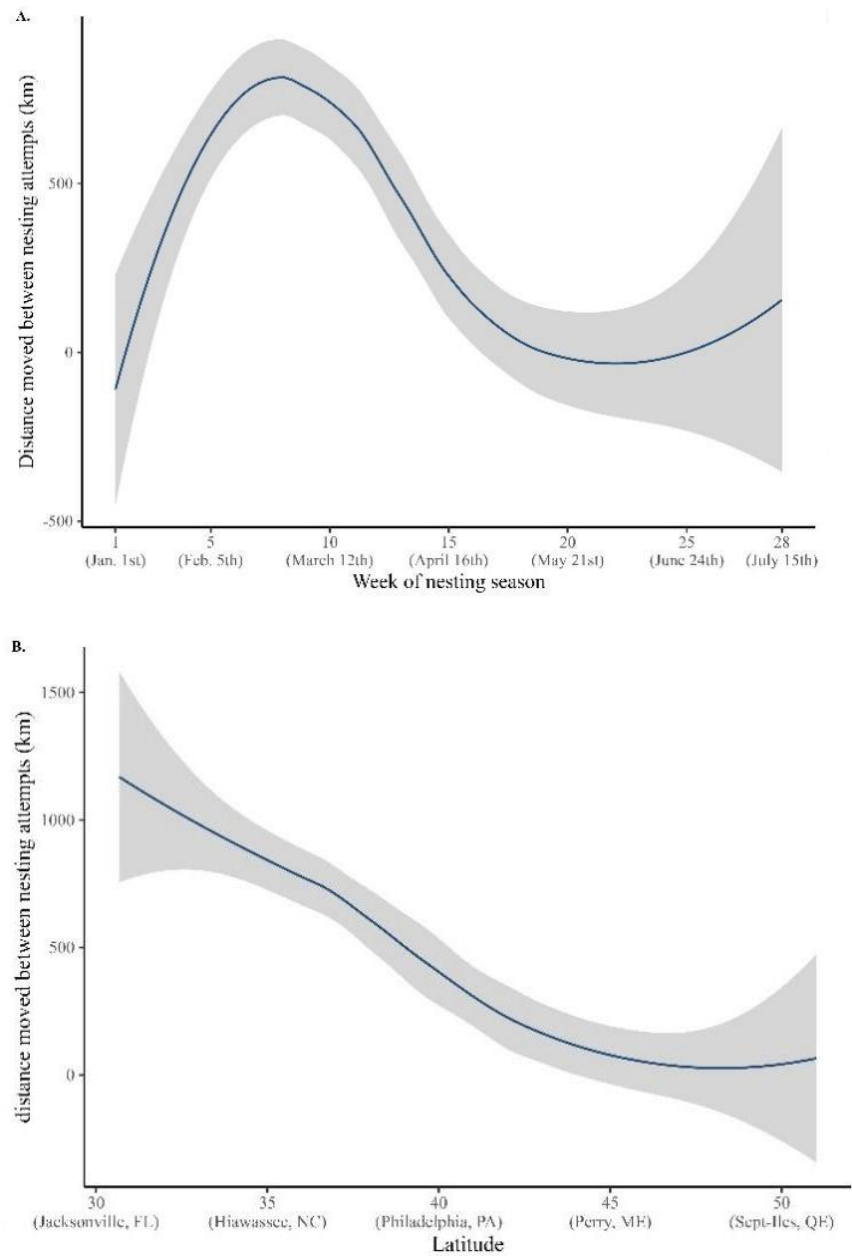 A.
Distance moved between nesting attempts (km)
500
0
-500
1 5 10 15 20 25 28
(Jan. 1st) (Feb. 5th) (March 12th) (April 16th) (May 21st) (June 24th) (July 15th)
Week of nesting season
B.
distance moved between nesting attempts (km)
1500
1000
500
0
30 35 40 45 50
(Jacksonville, FL) (Hiawassee, NC) (Philadelphia, PA) (Perry, ME) (Sept-Iles, QE)
Latitude